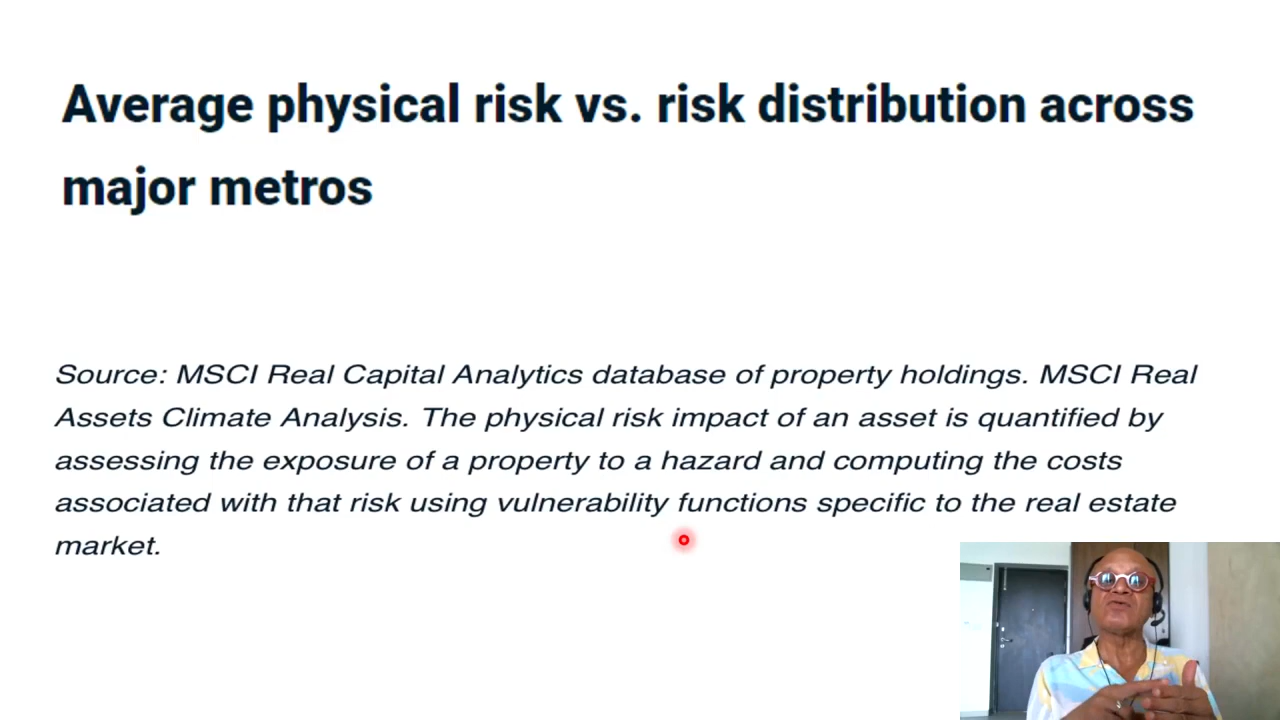 Average physical risk vs. risk distribution across
major metros
Source: MSCI Real Capital Analytics database of property holdings. MSCI Real
Assets Climate Analysis. The physical risk impact of an asset is quantified by
assessing the exposure of a property to a hazard and computing the costs
associated with that risk using vulnerability functions specific to the real estate
market.